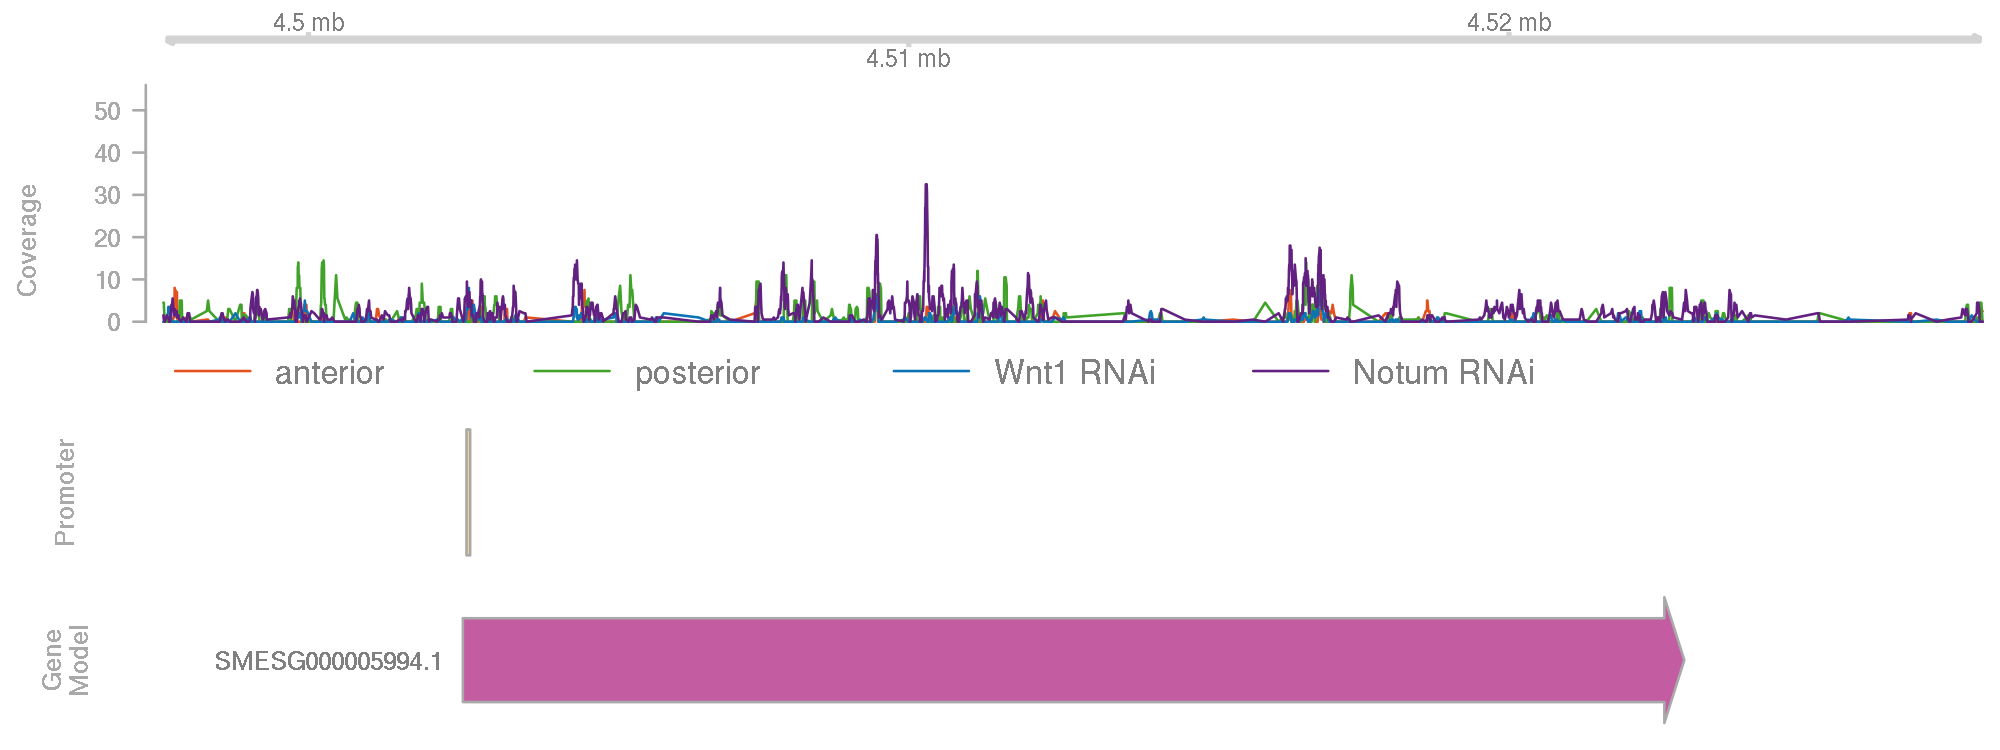 4.5 mb
4.52 mb
4.51 mb
Coverage
50
40
30
20
10
0
anterior
posterior
Wnt1 RNAi
Notum RNAi
Promoter
Gene
Model
SMESG000005994.1